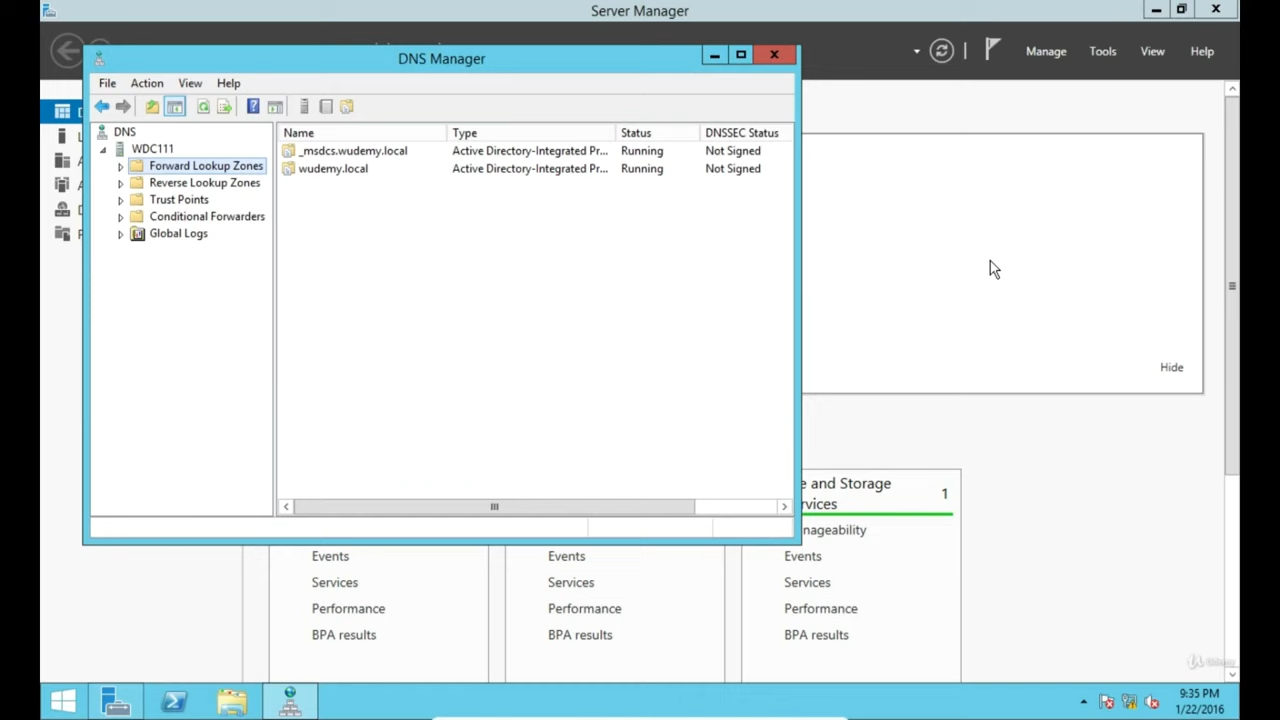 Server Manager
Manage Tools View Help
DNS Manager
File Action View Help
DNS
WDC111
Forward Lookup Zones
Reverse Lookup Zones
Trust Points
Conditional Forwarders
Global Logs
Name Type Status DNSSEC Status
_msdcs.wudemy.local Active Directory-Integrated Pr... Running Not Signed
wudemy.local Active Directory-Integrated Pr... Running Not Signed
Hide
e and Storage 1
rvices
nageability
Events Events Events
Services Services Services
Performance Performance Performance
BPA results BPA results BPA results
9:35 PM
1/22/2016